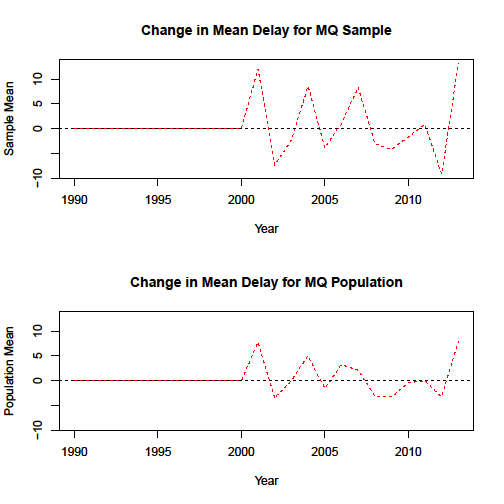 Change in Mean Delay for MQ Sample
Sample Mean
10
5
0
−10
1990 1995 2000 2005 2010
Year
Change in Mean Delay for MQ Population
Population Mean
10
5
0
−10
1990 1995 2000 2005 2010
Year